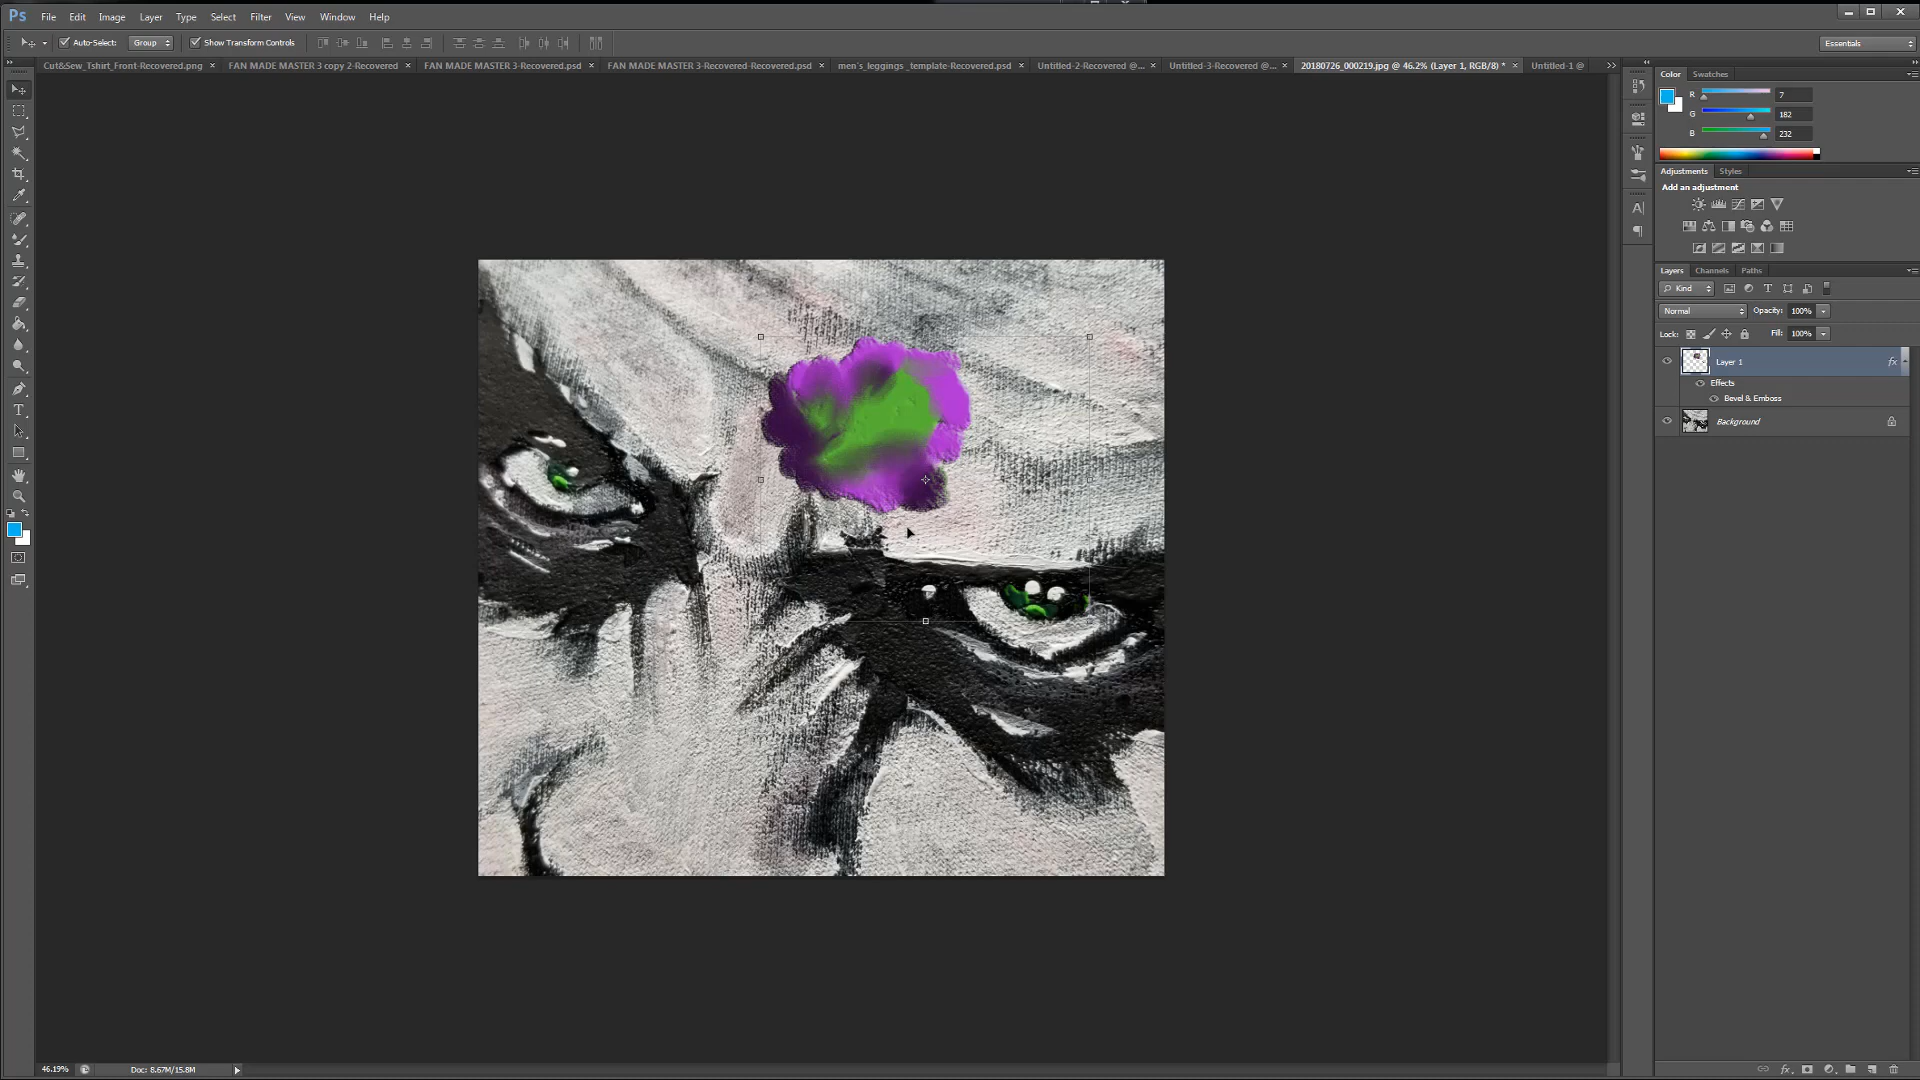 Ps File Edit Image Layer Type Select Filter View Window Help
Auto-Select: Group Show Transform Controls Essentials
Cut&Sew_Tshirt_Front-Recovered.png × FAN MADE MASTER 3 copy 2-Recovered × FAN MADE MASTER 3-Recovered.psd × FAN MADE MASTER 3-Recovered-Recovered.psd × men's_leggings _template-Recovered.psd × Untitled-2-Recovered @... × Untitled-3-Recovered @... × 20180726_000219.jpg @ 46.2% (Layer 1, RGB/8) * × Untitled-1 @
Color Swatches
R 7
G 182
B 232
Adjustments Styles
Add an adjustment
Layers Channels Paths
Kind
Normal Opacity: 100%
Lock: Fill: 100%
Layer 1 fx
Effects
Bevel & Emboss
Background
46.19% Doc: 8.67M/15.8M